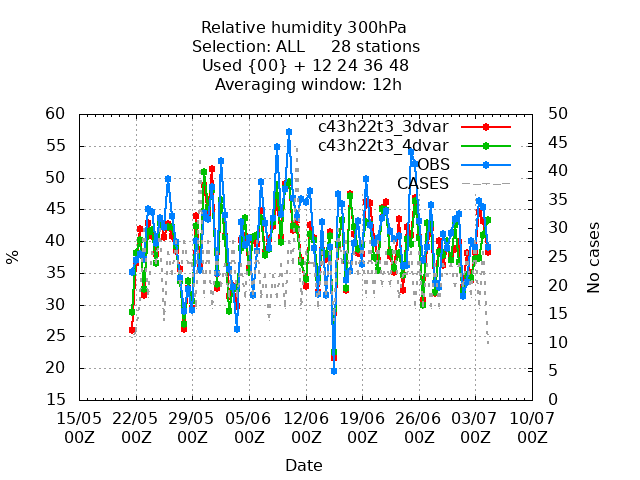 Relative humidity 300hPa
Selection: ALL 28 stations
Used {00} + 12 24 36 48
Averaging window: 12h
60 50
55 45
50 40
45 35
40 30
35 25
30 20
25 15
20 10
15 5
0
c43h22t3_3dvar
c43h22t3_4dvar
OBS
CASES
%
No cases
15/05 22/05 29/05 05/06 12/06 19/06 26/06 03/07 10/07
00Z 00Z 00Z 00Z 00Z 00Z 00Z 00Z 00Z
Date